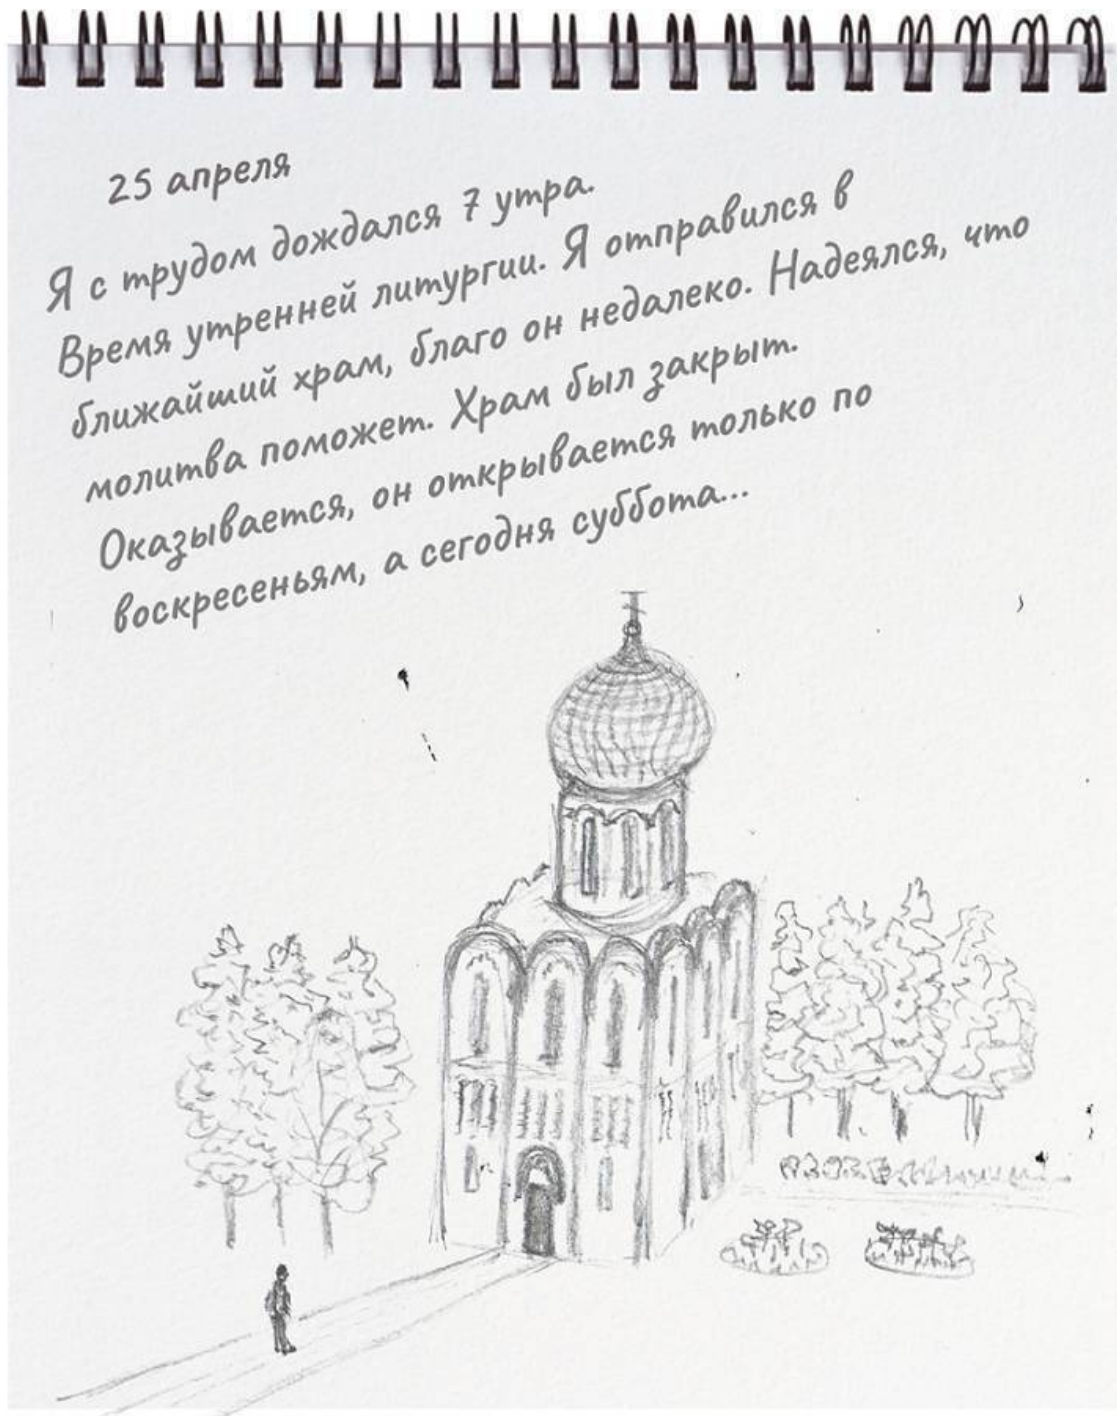 25 апреля
Я с трудом дождался 7 утра.
Время утренней литургии. Я отправился в
ближайший храм, благо он недалеко. Надеялся, что
молитва поможет. Храм был закрыт.
Оказывается, он открывается только по
воскресеньям, а сегодня суббота...